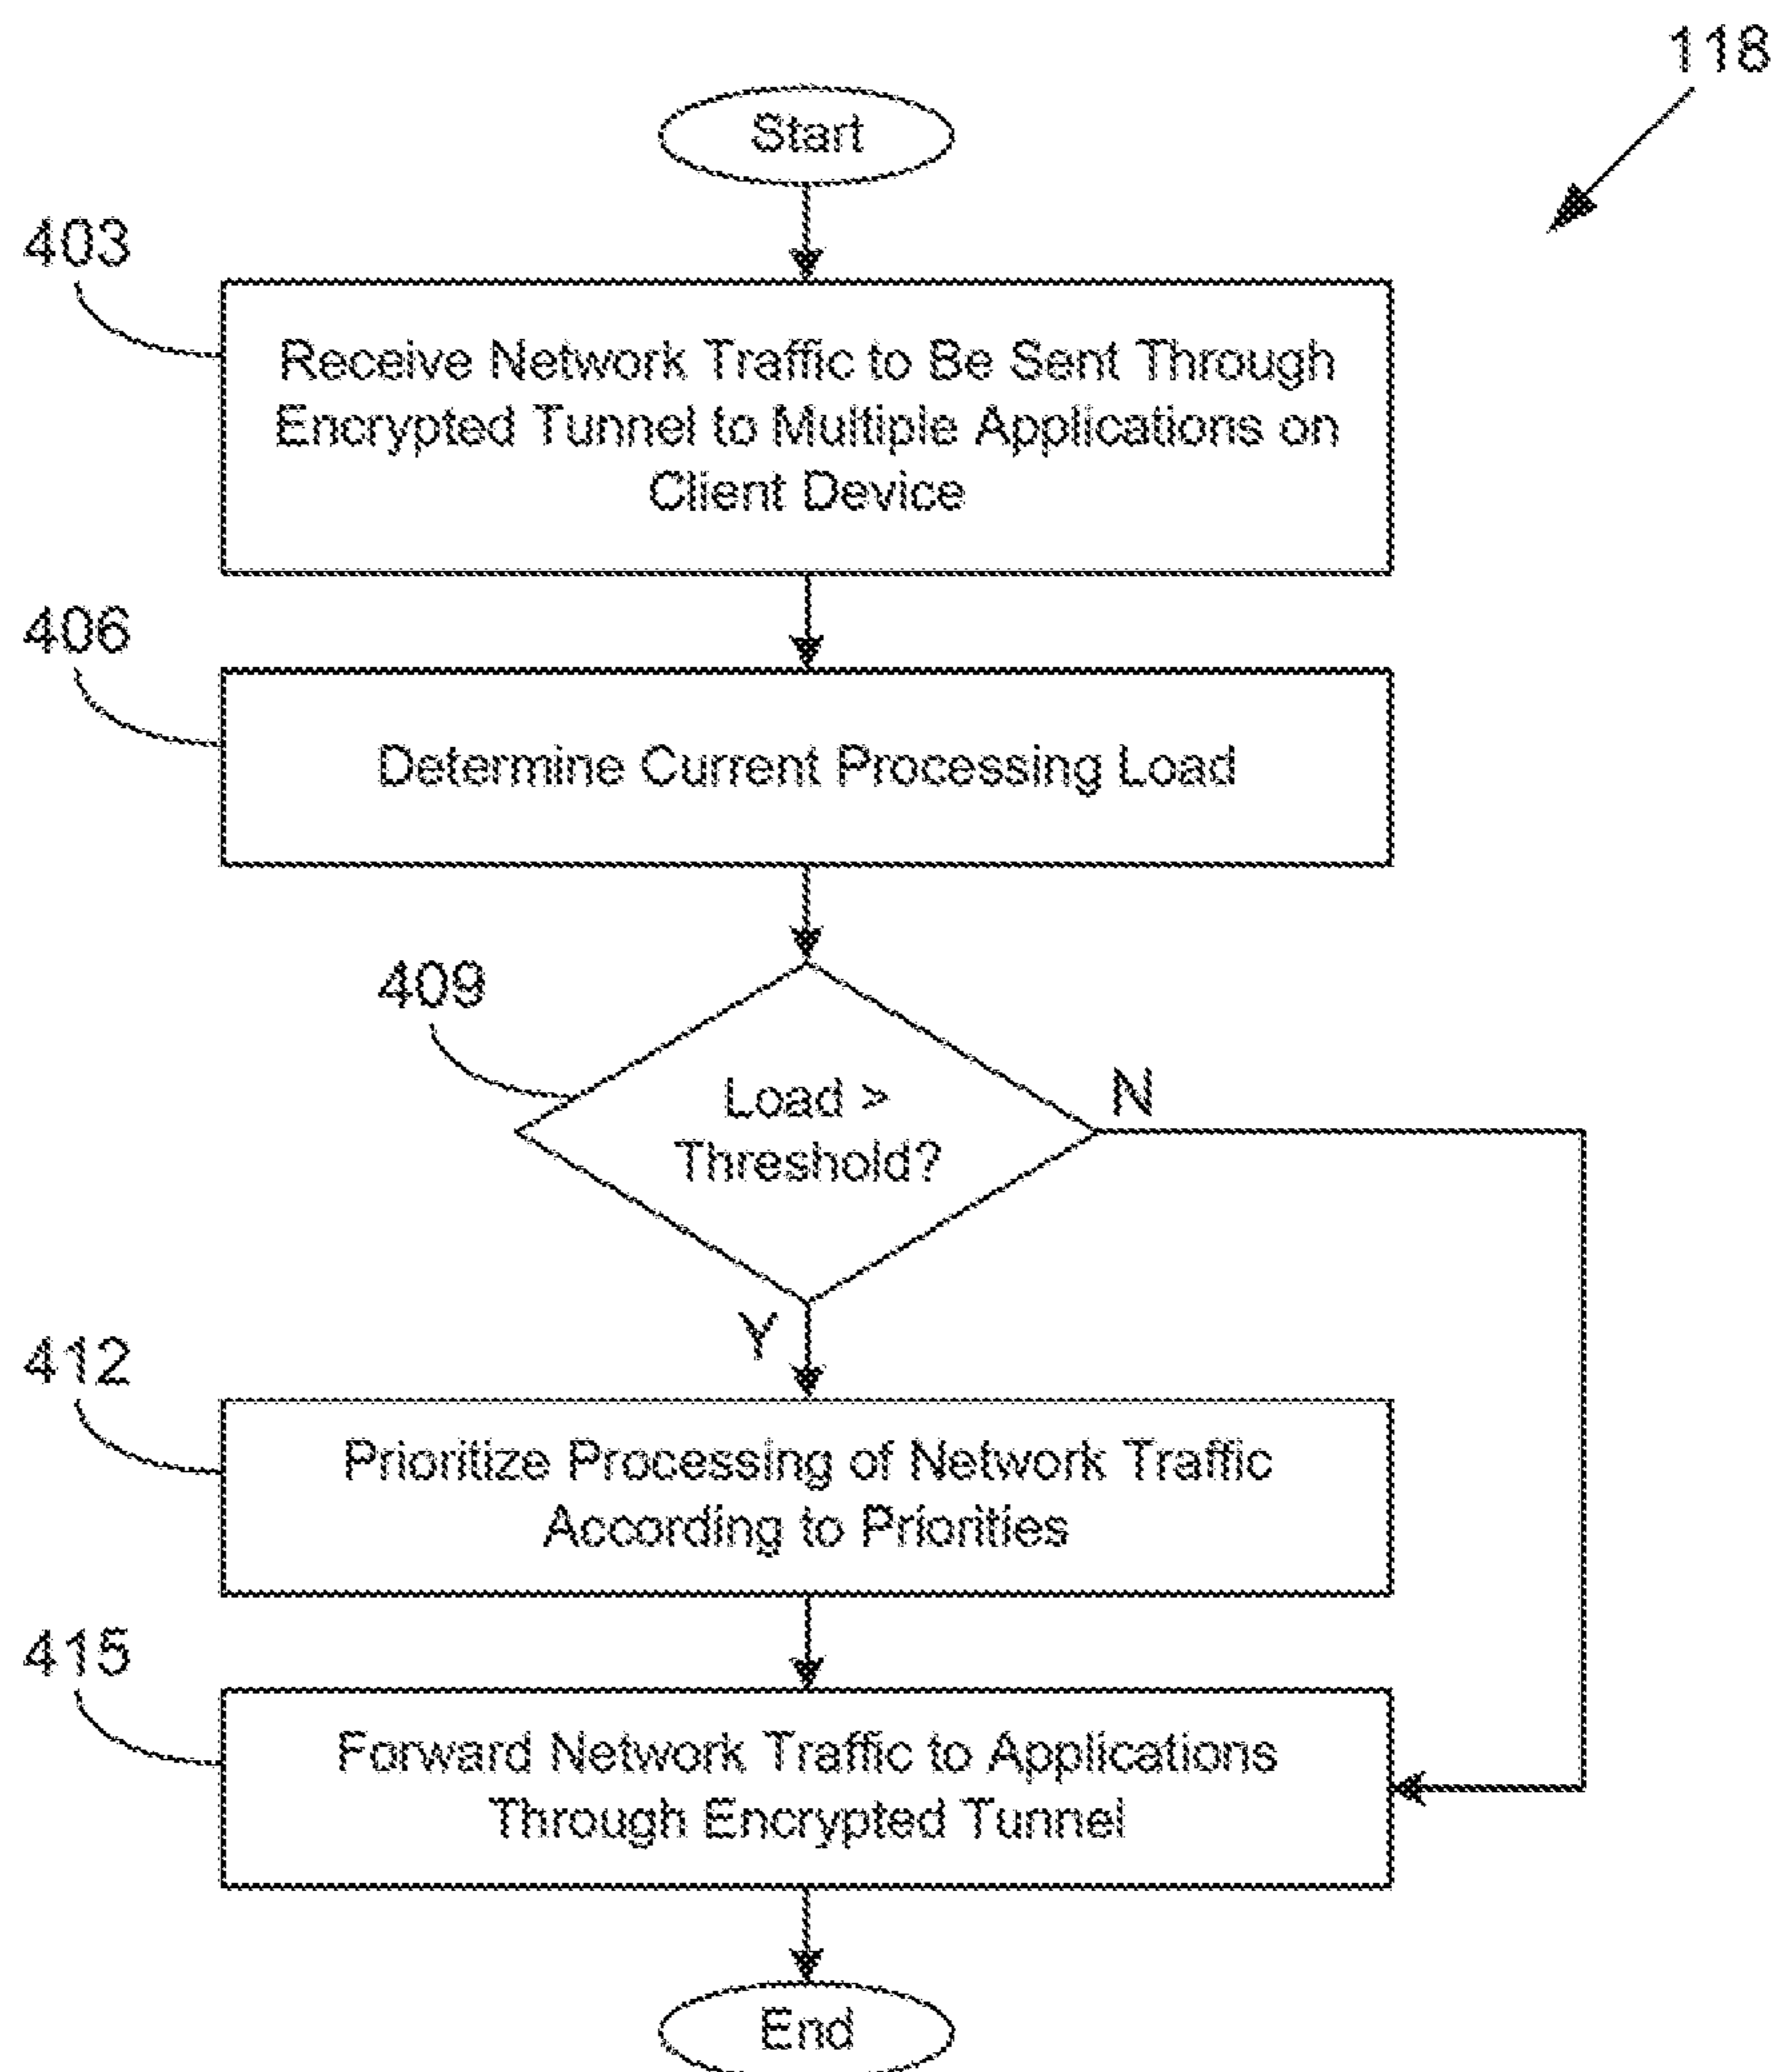 118
Start
403
Receive Network Traffic to Be Sent Through
Encrypted Tunnel to Multiple Applications on
Client Device
406
Determine Current Processing Load
409
Load >
Threshold?
N
Y
412
Prioritize Processing of Network Traffic
According to Priorities
415
Forward Network Traffic to Applications
Through Encrypted Tunnel
End